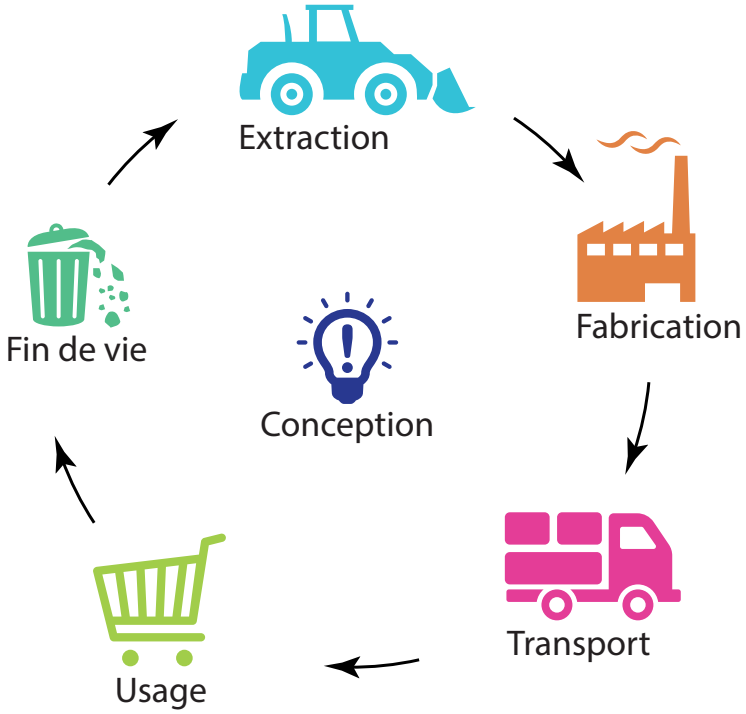 Extraction
Fabrication
Transport
Usage
Fin de vie
Conception